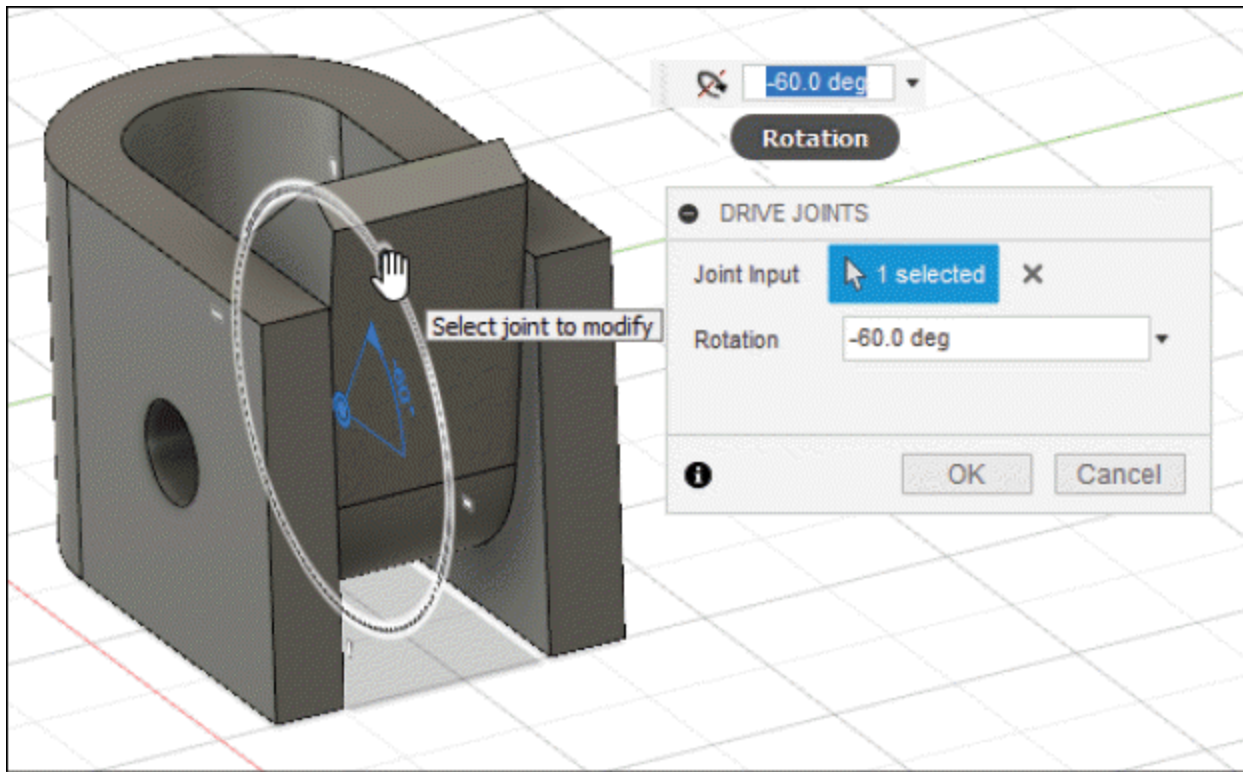 -60.0 deg
Rotation
DRIVE JOINTS
Joint Input
1 selected
Select joint to modify
Rotation
-60.0 deg
-60°
OK
Cancel